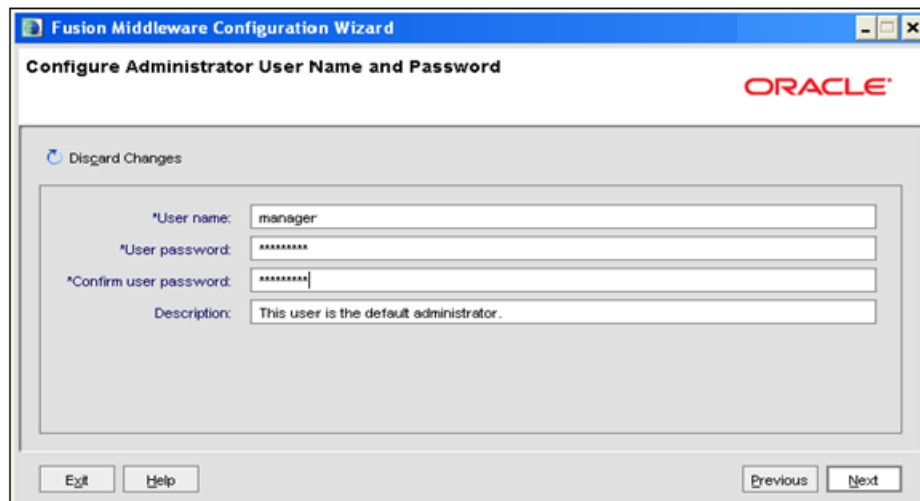 Fusion Middleware Configuration Wizard
Configure Administrator User Name and Password
ORACLE
Discard Changes
*User name: manager
*User password: *********
*Confirm user password: *********
Description: This user is the default administrator.
Exit Help Previous Next